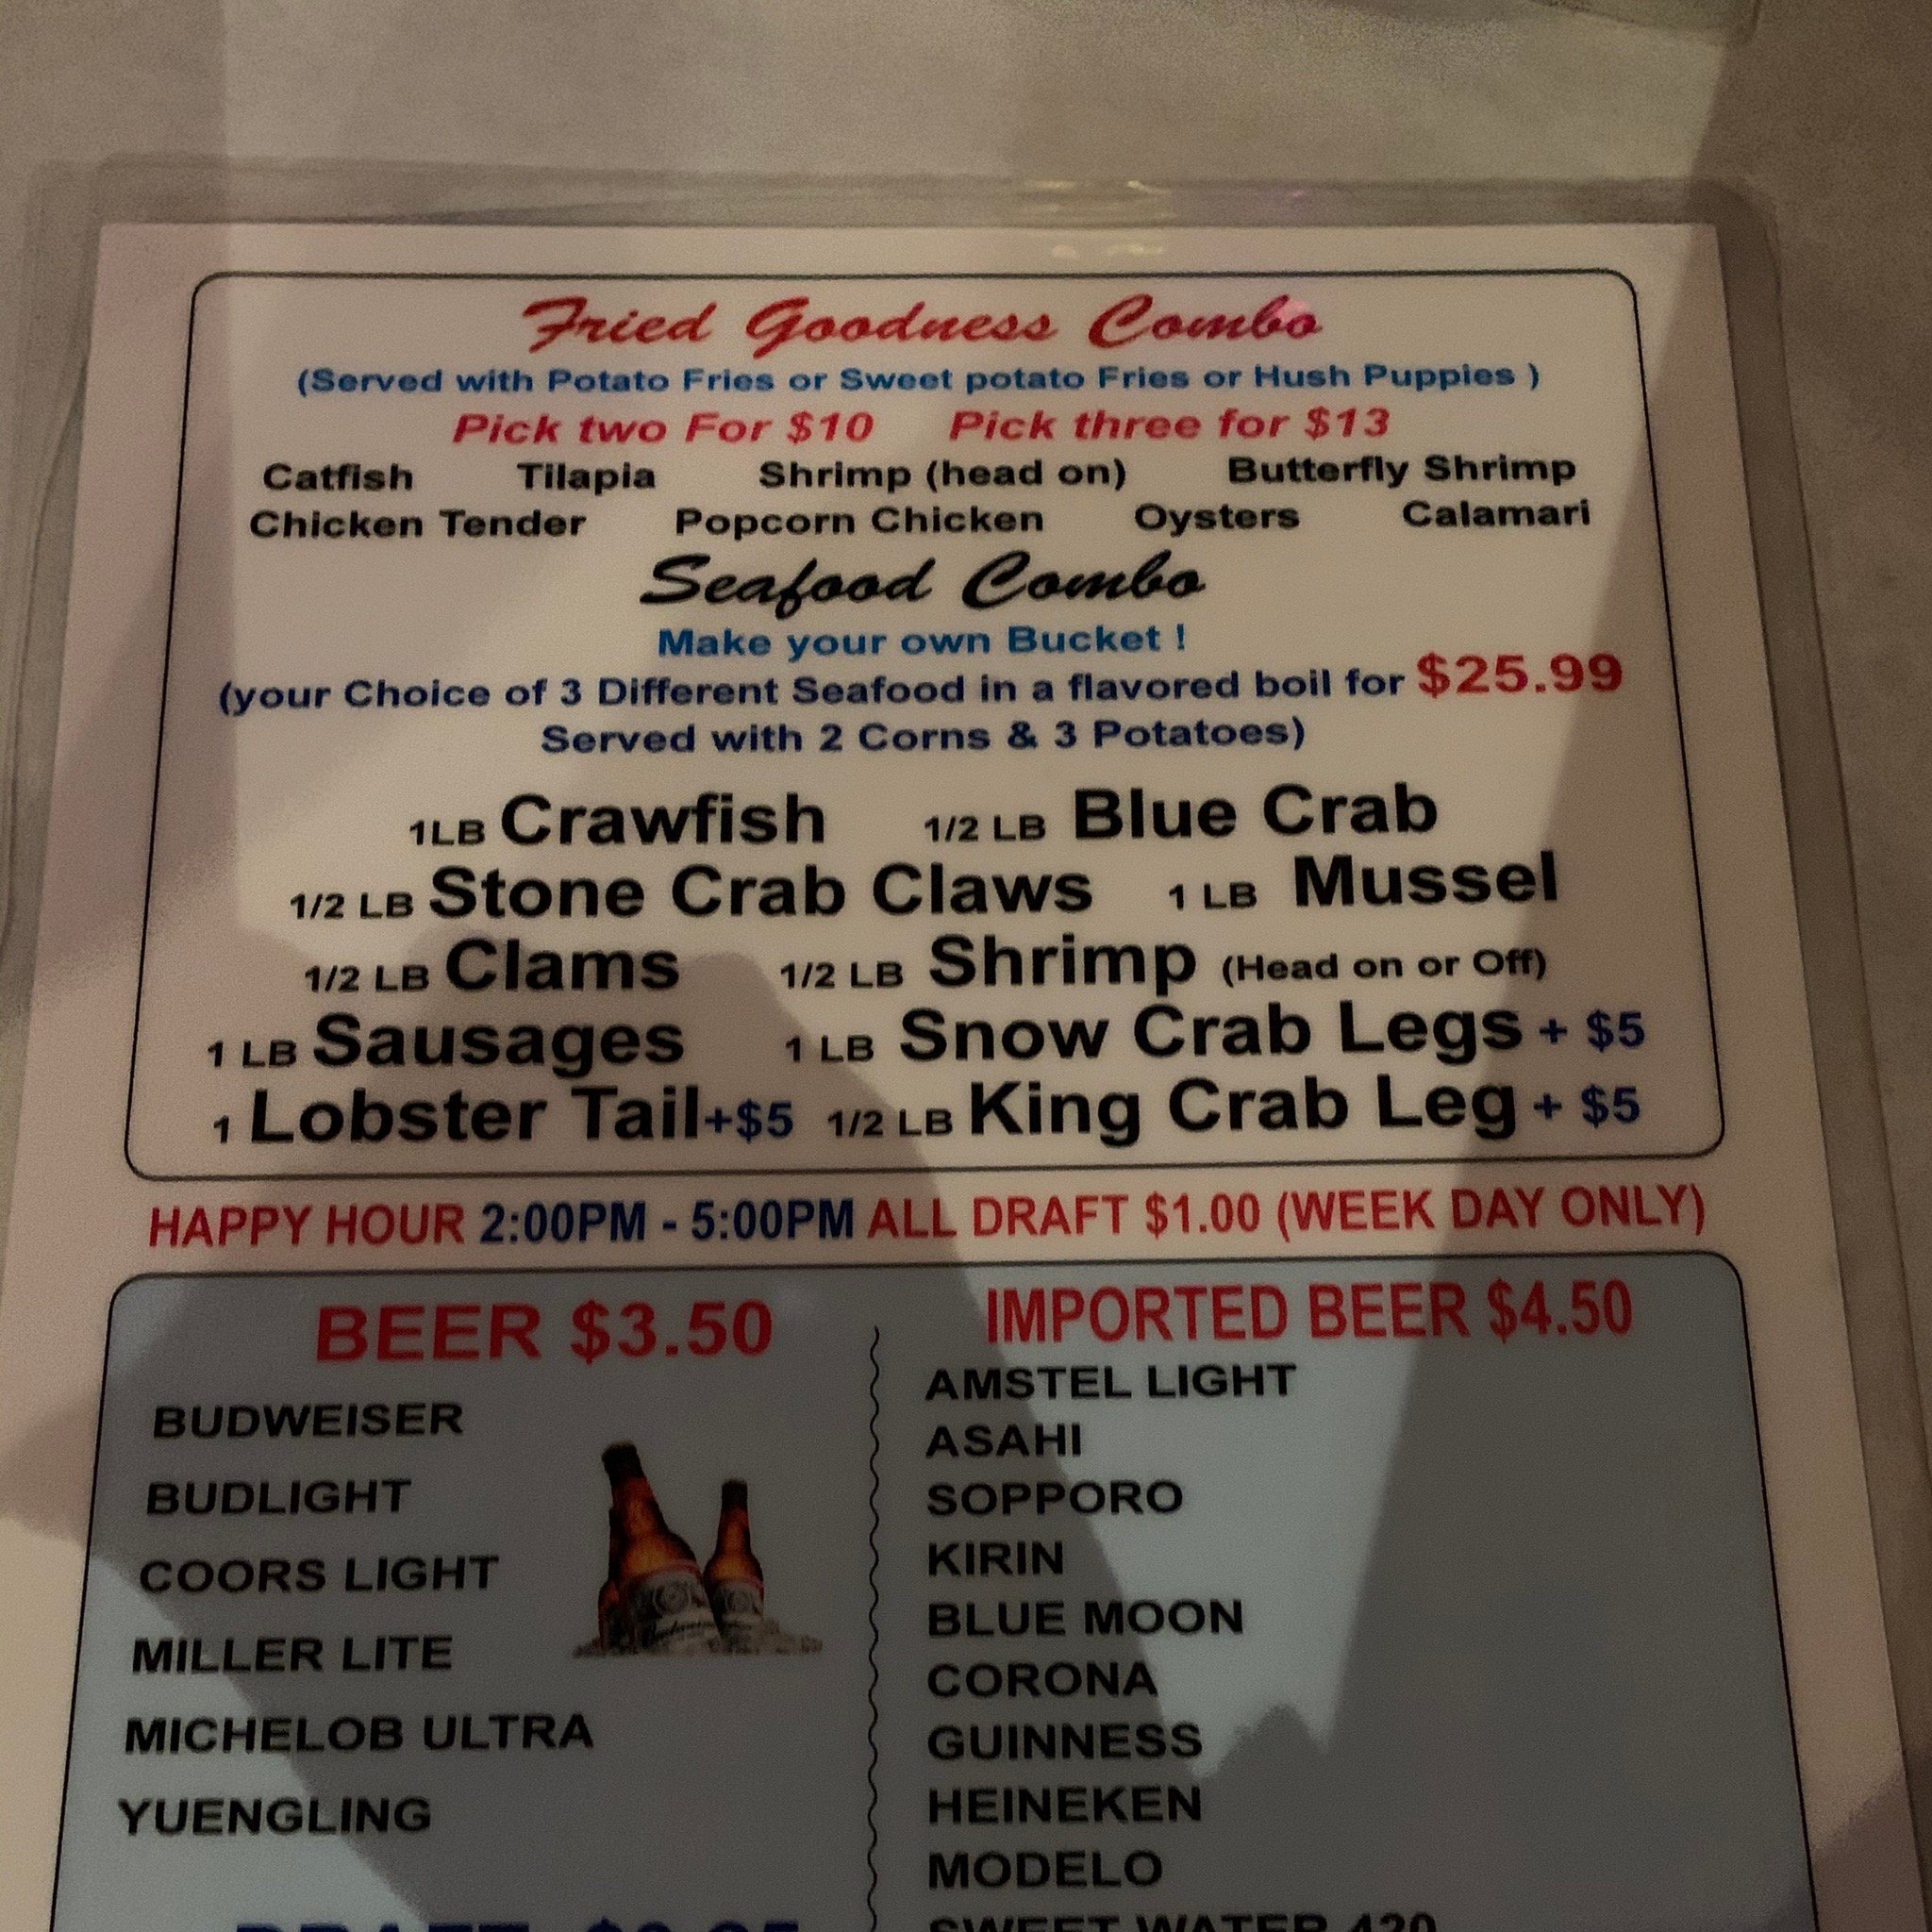 Fried Goodness Combo
(Served with Potato Fries or Sweet potato Fries or Hush Puppies )
Pick two For $10 Pick three for $13
Catfish Tilapia Shrimp (head on) Butterfly Shrimp
Chicken Tender Popcorn Chicken Oysters Calamari
Seafood Combo
Make your own Bucket !
(your Choice of 3 Different Seafood in a flavored boil for $25.99
Served with 2 Corns & 3 Potatoes)
1LB Crawfish 1/2 LB Blue Crab
1/2 LB Stone Crab Claws 1 LB Mussel
1/2 LB Clams 1/2 LB Shrimp (Head on or Off)
1 LB Sausages 1 LB Snow Crab Legs + $5
1 Lobster Tail+$5 1/2 LB King Crab Leg + $5
HAPPY HOUR 2:00PM - 5:00PM ALL DRAFT $1.00 (WEEK DAY ONLY)
BEER $3.50
BUDWEISER
BUDLIGHT
COORS LIGHT
MILLER LITE
MICHELOB ULTRA
YUENGLING
IMPORTED BEER $4.50
AMSTEL LIGHT
ASAHI
SOPPORO
KIRIN
BLUE MOON
CORONA
GUINNESS
HEINEKEN
MODELO
SWEET WATER 420